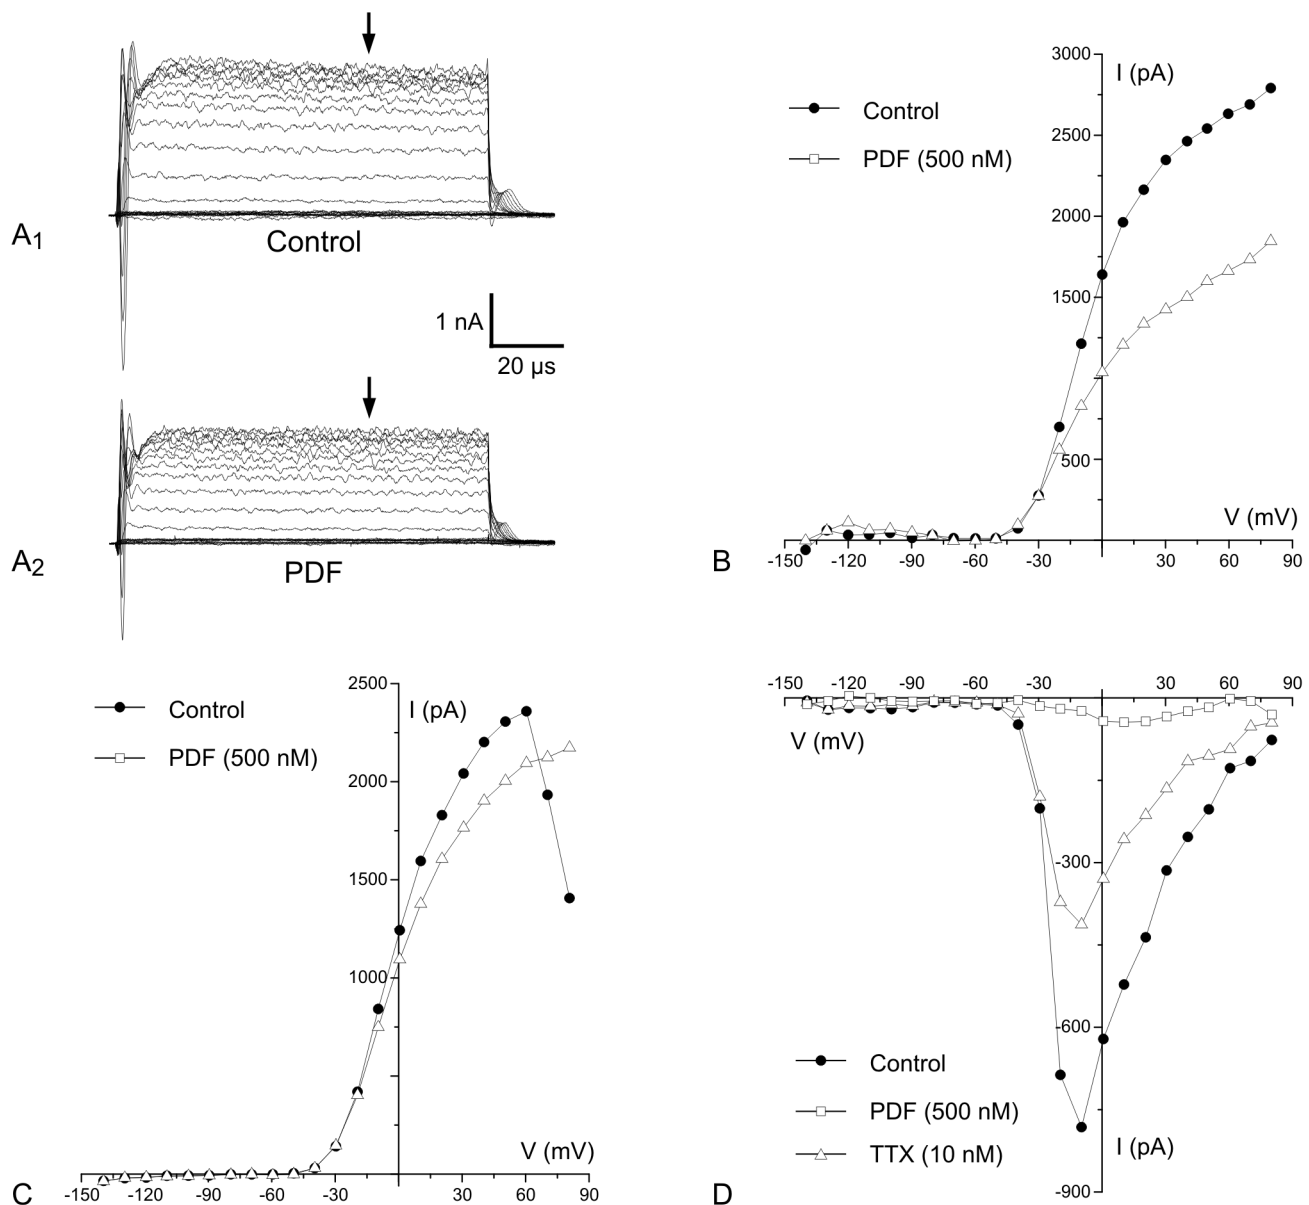 A1
Control
1 nA
20 µs
A2
PDF
B
I (pA)
Control
PDF (500 nM)
3000
2500
2000
1500
500
V (mV)
-150
-120
-90
-60
-30
30
60
90
C
Control
PDF (500 nM)
I (pA)
2500
2000
1500
1000
V (mV)
-150
-120
-90
-60
-30
30
60
90
D
-150
-120
-90
-60
-30
30
60
90
V (mV)
-300
-600
-900
Control
PDF (500 nM)
TTX (10 nM)
I (pA)